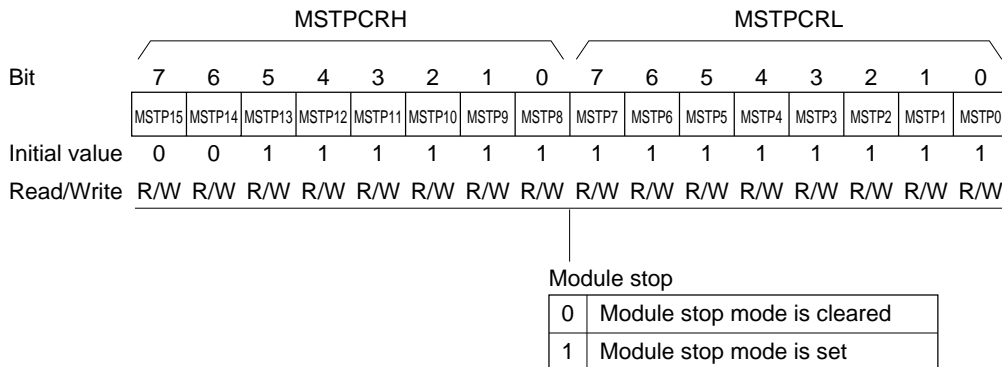 MSTPCRH MSTPCRL
Bit 7 6 5 4 3 2 1 0 7 6 5 4 3 2 1 0
MSTP15 MSTP14 MSTP13 MSTP12 MSTP11 MSTP10 MSTP9 MSTP8 MSTP7 MSTP6 MSTP5 MSTP4 MSTP3 MSTP2 MSTP1 MSTP0
Initial value 0 0 1 1 1 1 1 1 1 1 1 1 1 1 1 1
Read/Write R/W R/W R/W R/W R/W R/W R/W R/W R/W R/W R/W R/W R/W R/W R/W R/W
Module stop
0 Module stop mode is cleared
1 Module stop mode is set